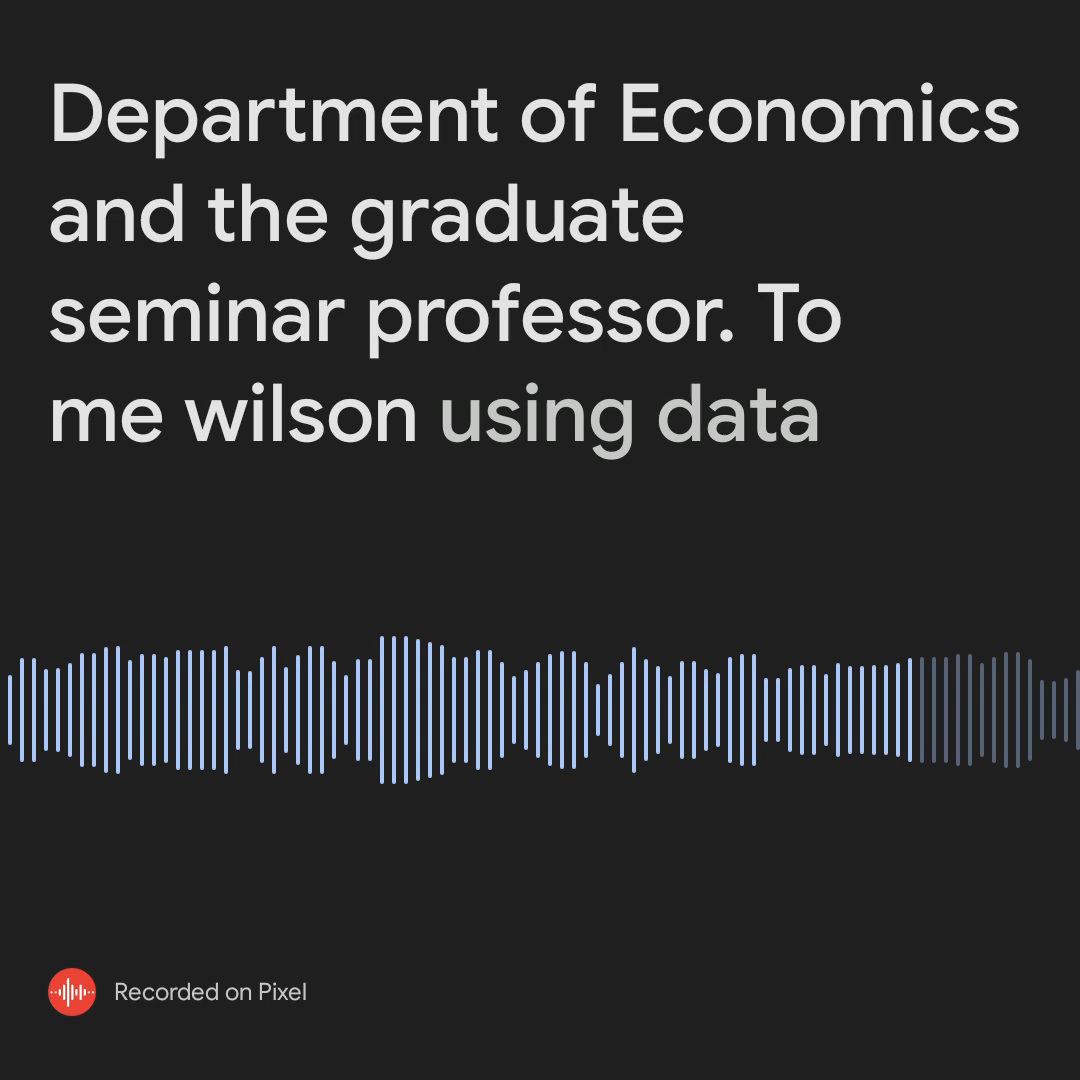 Department of Economics
and the graduate
seminar professor. To
me wilson using data
Recorded on Pixel